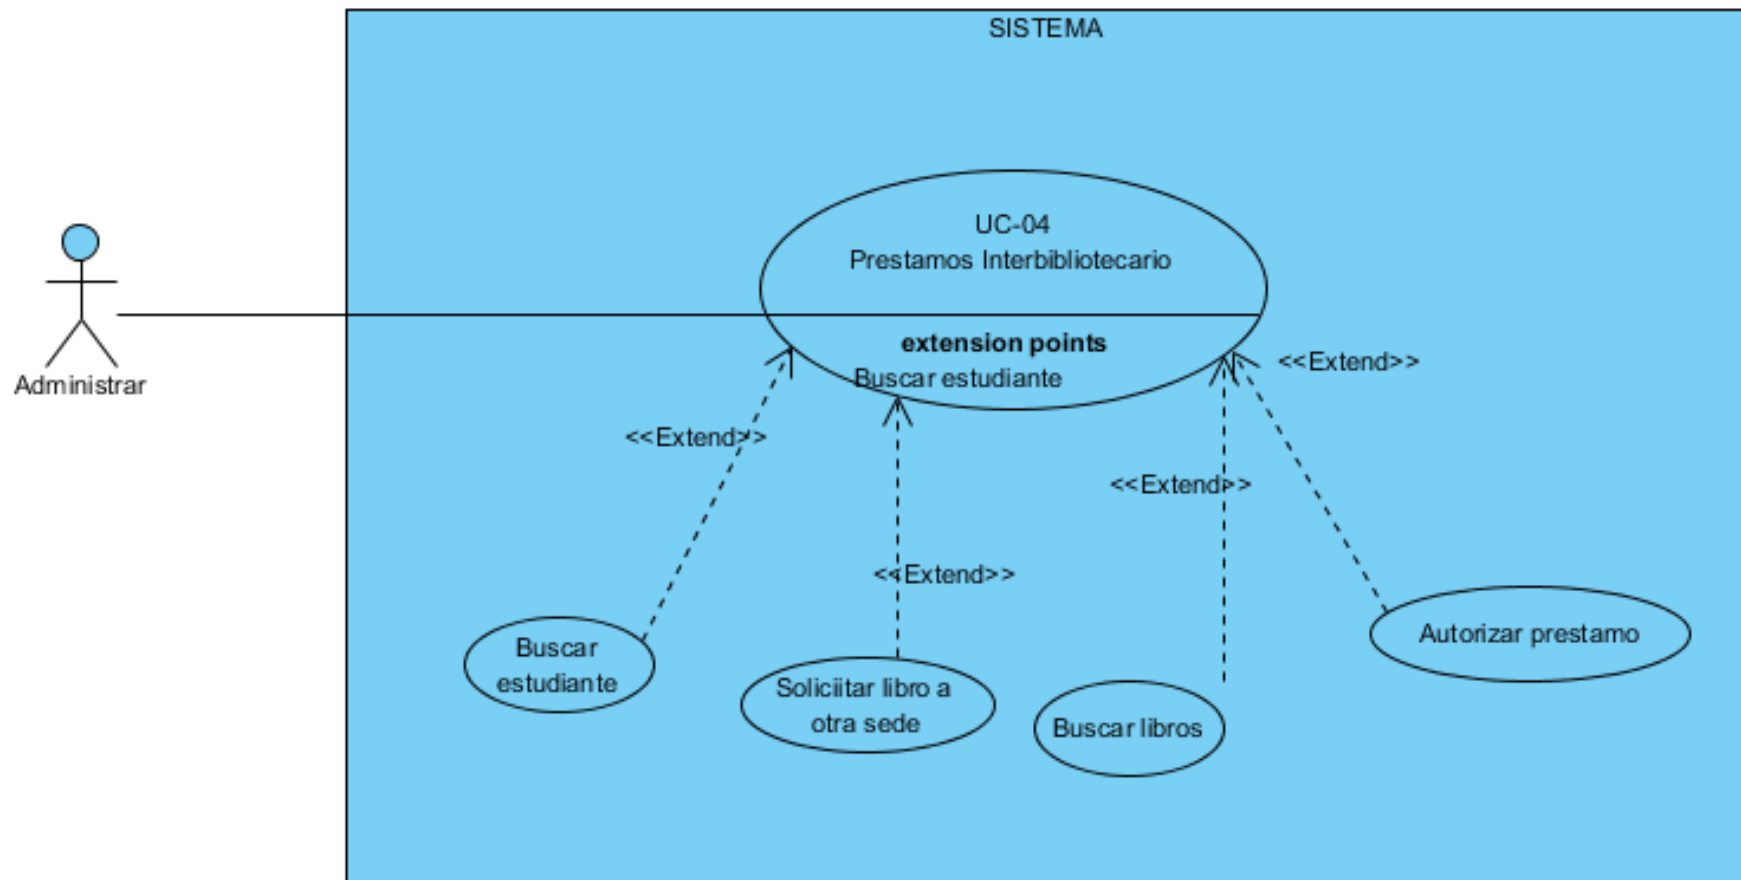 SISTEMA
UC-04
Prestamos Interbibliotecario
extension points
Buscar estudiante
Administrar
<<Extend>>
<<Extend>>
<<Extend>>
<<Extend>>
Buscar
estudiante
Soliciitar libro a
otra sede
Buscar libros
Autorizar prestamo